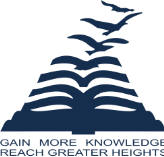 GAIN MORE KNOWLEDGE
REACH GREATER HEIGHTS